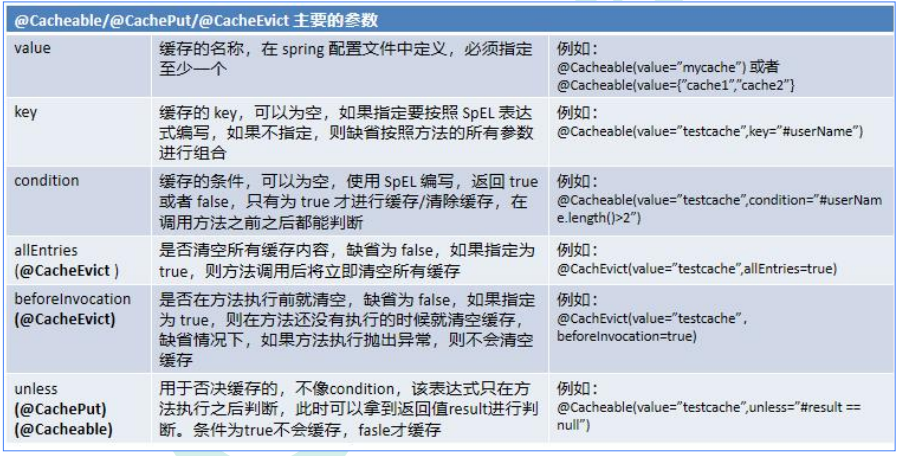 @Cacheable/@CachePut/@CacheEvict 主要的参数
value
缓存的名称，在 spring 配置文件中定义，必须指定
至少一个
例如：
@Cacheable(value=”mycache”) 或者
@Cacheable(value={”cache1”,”cache2”}
key
缓存的 key，可以为空，如果指定要按照 SpEL 表达
式编写，如果不指定，则缺省按照方法的所有参数
进行组合
例如：
@Cacheable(value=”testcache”,key=”#userName”)
condition
缓存的条件，可以为空，使用 SpEL 编写，返回 true
或者 false，只有为 true 才进行缓存/清除缓存，在
调用方法之前之后都能判断
例如：
@Cacheable(value=”testcache”,condition=”#userNam
e.length()>2”)
allEntries
(@CacheEvict )
是否清空所有缓存内容，缺省为 false，如果指定为
true，则方法调用后将立即清空所有缓存
例如：
@CachEvict(value=”testcache”,allEntries=true)
beforeInvocation
(@CacheEvict)
是否在方法执行前就清空，缺省为 false，如果指定
为 true，则在方法还没有执行的时候就清空缓存，
缺省情况下，如果方法执行抛出异常，则不会清空
缓存
例如：
@CachEvict(value=”testcache”，
beforeInvocation=true)
unless
(@CachePut)
(@Cacheable)
用于否决缓存的，不像condition，该表达式只在方
法执行之后判断，此时可以拿到返回值result进行判
断。条件为true不会缓存，fasle才缓存
例如：
@Cacheable(value=”testcache”,unless=”#result ==
null”)